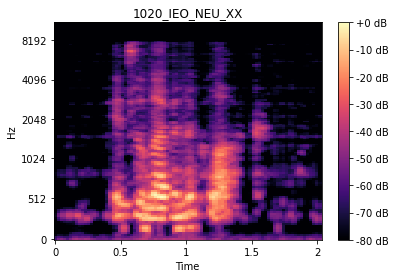 1020_IEO_NEU_XX
Hz
8192
4096
2048
1024
512
0
0
0.5
1
1.5
2
Time
+0 dB
-10 dB
-20 dB
-30 dB
-40 dB
-50 dB
-60 dB
-70 dB
-80 dB